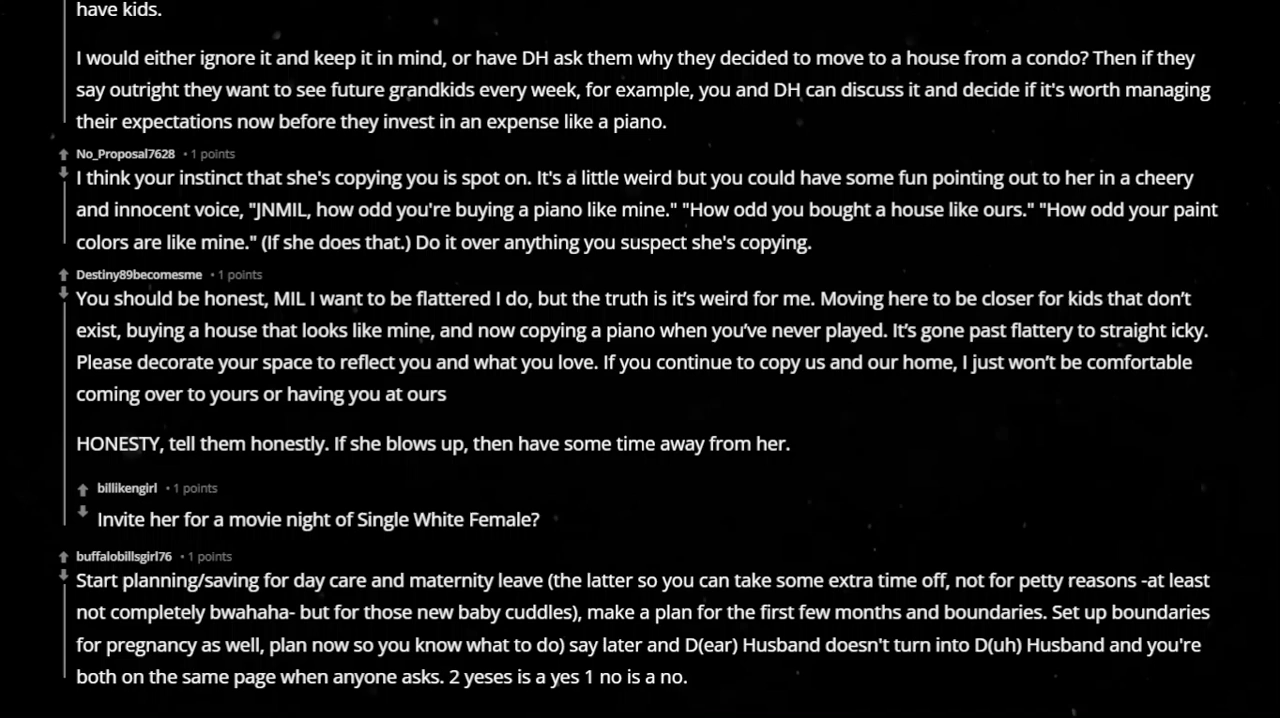 have kids.
I would either ignore it and keep it in mind, or have DH ask them why they decided to move to a house from a condo? Then if they
say outright they want to see future grandkids every week, for example, you and DH can discuss it and decide if it's worth managing
their expectations now before they invest in an expense like a piano.
No_Proposal7628 • 1 points
I think your instinct that she's copying you is spot on. It's a little weird but you could have some fun pointing out to her in a cheery
and innocent voice, "JNMIL, how odd you're buying a piano like mine." "How odd you bought a house like ours." "How odd your paint
colors are like mine." (If she does that.) Do it over anything you suspect she's copying.
Destiny89becomesme • 1 points
You should be honest, MIL I want to be flattered I do, but the truth is it’s weird for me. Moving here to be closer for kids that don’t
exist, buying a house that looks like mine, and now copying a piano when you’ve never played. It’s gone past flattery to straight icky.
Please decorate your space to reflect you and what you love. If you continue to copy us and our home, I just won’t be comfortable
coming over to yours or having you at ours
HONESTY, tell them honestly. If she blows up, then have some time away from her.
billikengirl • 1 points
Invite her for a movie night of Single White Female?
buffalobillsgirl76 • 1 points
Start planning/saving for day care and maternity leave (the latter so you can take some extra time off, not for petty reasons -at least
not completely bwahaha- but for those new baby cuddles), make a plan for the first few months and boundaries. Set up boundaries
for pregnancy as well, plan now so you know what to do) say later and D(ear) Husband doesn't turn into D(uh) Husband and you're
both on the same page when anyone asks. 2 yeses is a yes 1 no is a no.